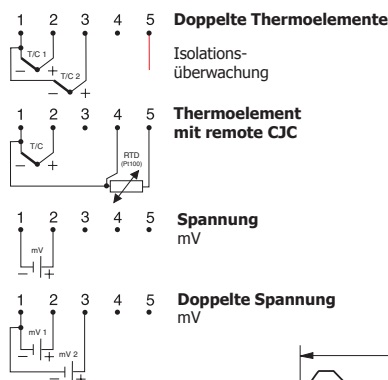 1 2 3 4 5 Doppelte Thermoelemente
T/C 1
T/C 2
− + − +
Isolations-
überwachung
1 2 3 4 5 Thermoelement
mit remote CJC
T/C
− +
RTD
(Pt100)
1 2 3 4 5 Spannung
mV
mV
− +
1 2 3 4 5 Doppelte Spannung
mV
mV 1
− +
mV 2
− +